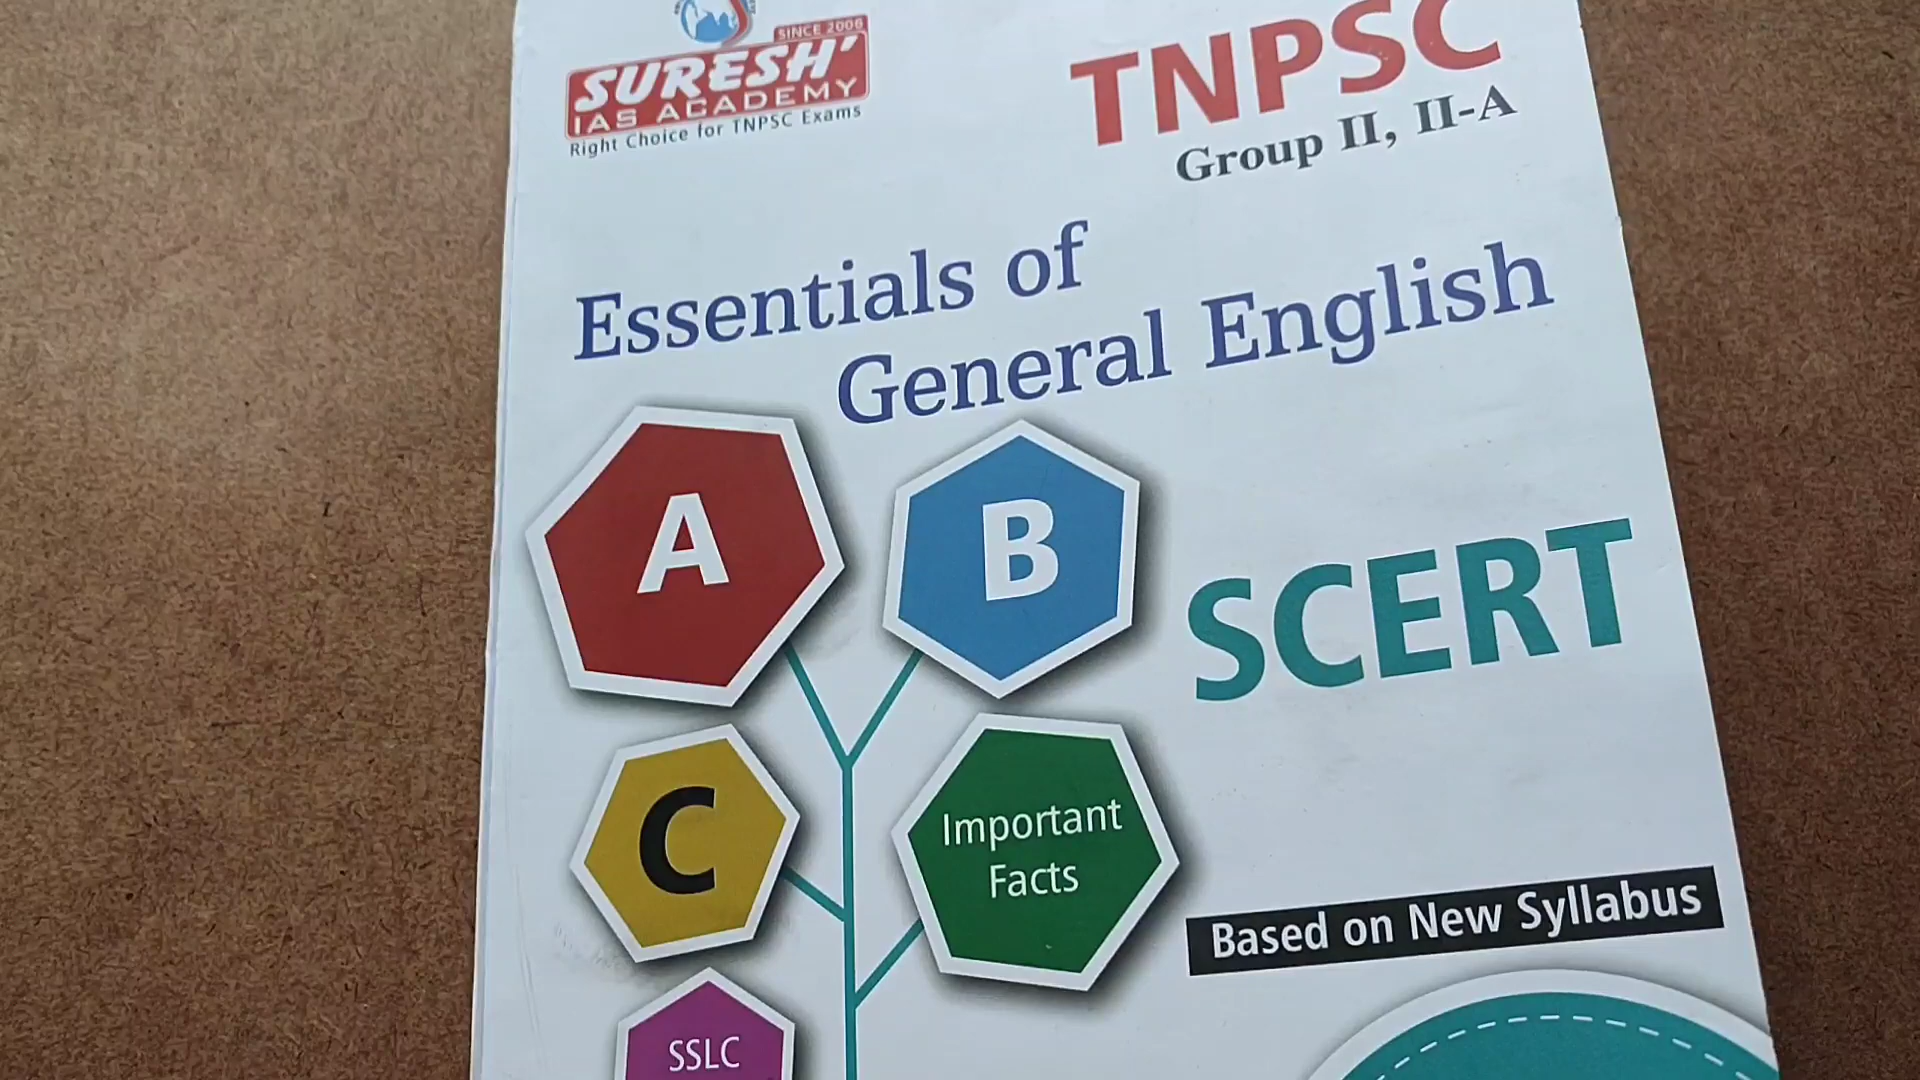 SINCE 2006
SURESH'
IAS ACADEMY
Right Choice for TNPSC Exams
TNPSC
Group II, II-A
Essentials of
General English
A
B
SCERT
C
Important
Facts
Based on New Syllabus
SSLC